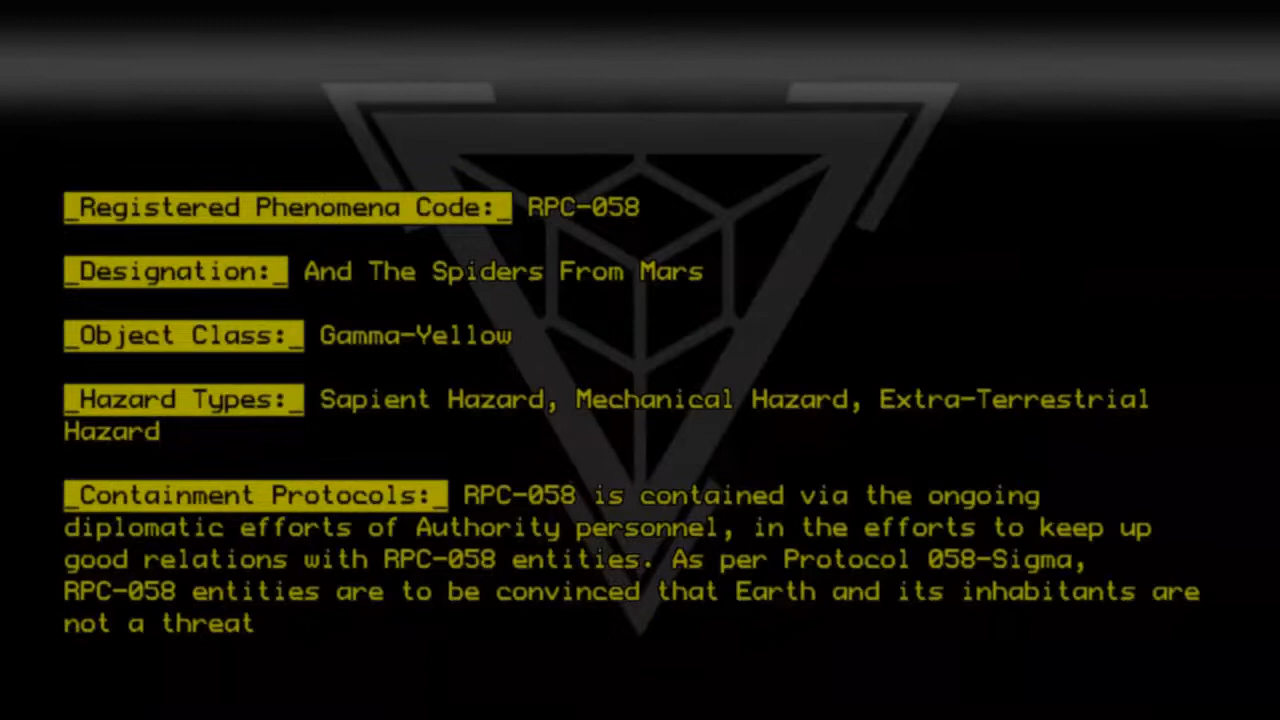 _Registered Phenomena Code:_ RPC-058
_Designation:_ And The Spiders From Mars
_Object Class:_ Gamma-Yellow
_Hazard Types:_ Sapient Hazard, Mechanical Hazard, Extra-Terrestrial
Hazard
_Containment Protocols:_ RPC-058 is contained via the ongoing
diplomatic efforts of Authority personnel, in the efforts to keep up
good relations with RPC-058 entities. As per Protocol 058-Sigma,
RPC-058 entities are to be convinced that Earth and its inhabitants are
not a threat